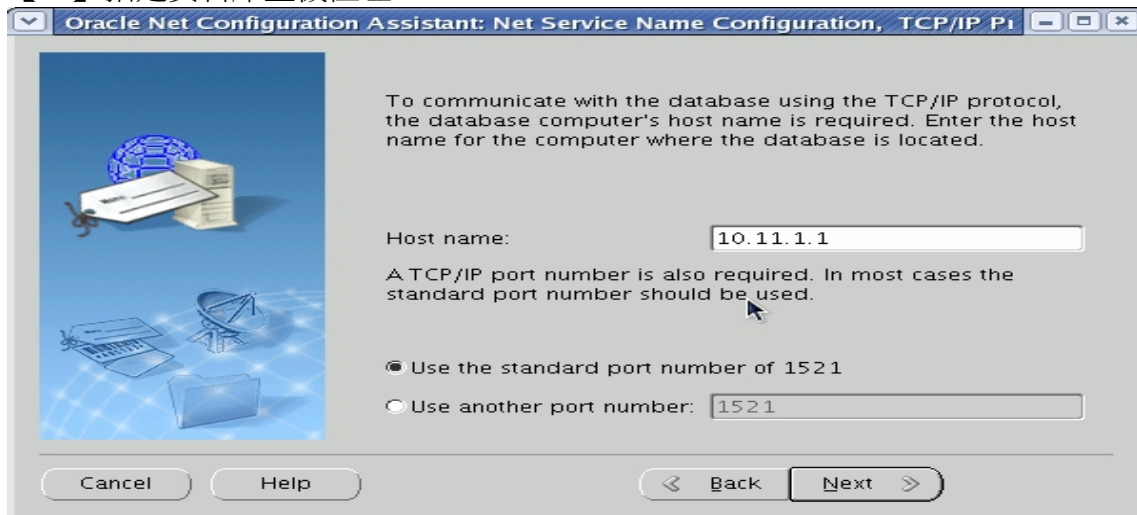 Oracle Net Configuration Assistant: Net Service Name Configuration, TCP/IP
To communicate with the database using the TCP/IP protocol,
the database computer's host name is required. Enter the host
name for the computer where the database is located.
Host name: 10.11.1.1
A TCP/IP port number is also required. In most cases the
standard port number should be used.
Use the standard port number of 1521
Use another port number: 1521
Cancel Help Back Next